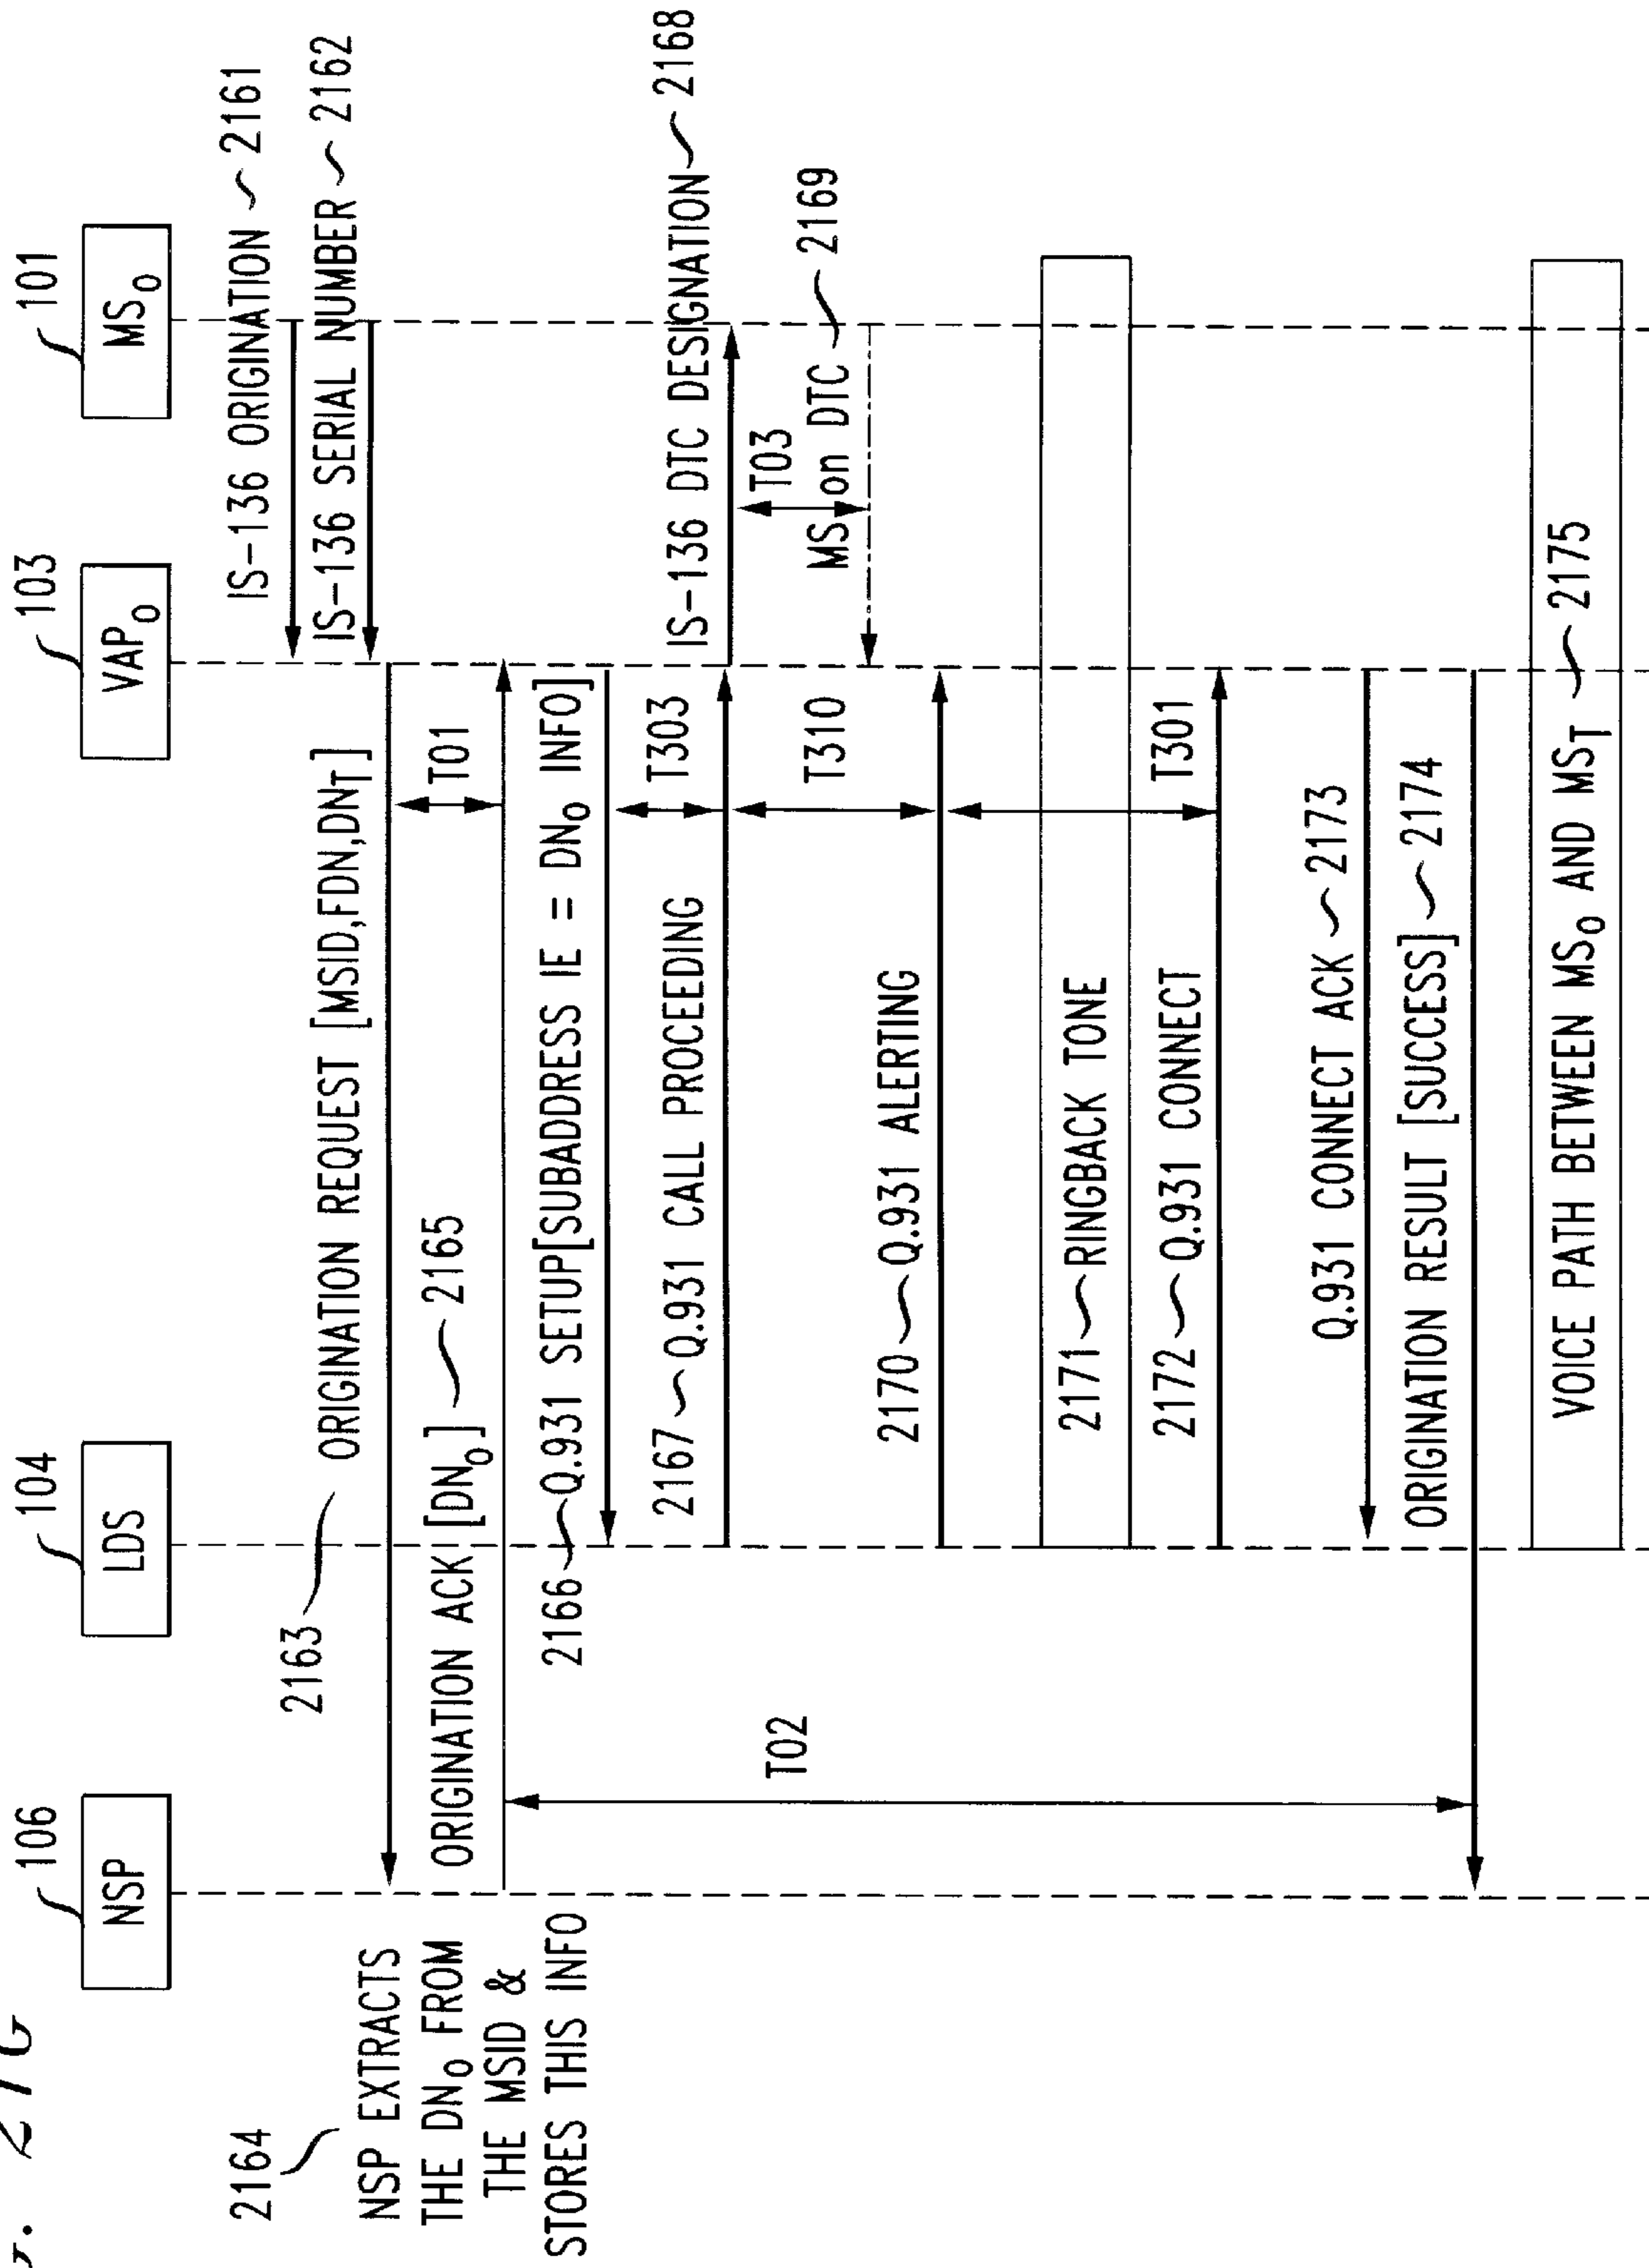 . 21G
106
NSP
104
LDS
103
VAP0
101
MS0
IS-136 ORIGINATION 2161
IS-136 SERIAL NUMBER 2162
2163 ORIGINATION REQUEST [MSID,FDN,DNT]
2164
NSP EXTRACTS
THE DN0 FROM
THE MSID &
STORES THIS INFO
T01
ORIGINATION ACK [DN0] 2165
2166 Q.931 SETUP[SUBADDRESS IE = DN0 INFO]
T303
2167 Q.931 CALL PROCEEDING
IS-136 DTC DESIGNATION 2168
T03
T310
T02
MS on DTC 2169
2170 Q.931 ALERTING
2171 RINGBACK TONE
T301
2172 Q.931 CONNECT
Q.931 CONNECT ACK 2173
ORIGINATION RESULT [SUCCESS] 2174
VOICE PATH BETWEEN MS0 AND MST 2175